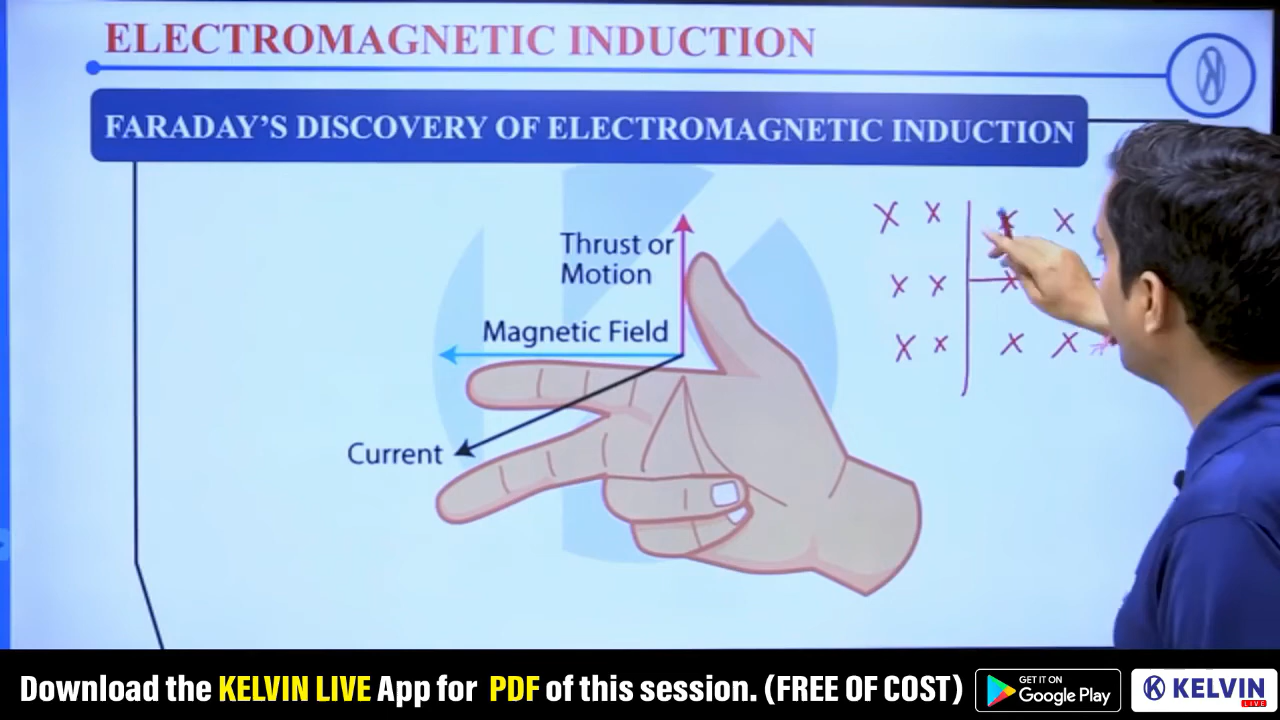 ELECTROMAGNETIC INDUCTION
FARADAY'S DISCOVERY OF ELECTROMAGNETIC INDUCTION
Thrust or
Motion
Magnetic Field
Current
X X X X
X X X
X X X X
Download the KELVIN LIVE App for PDF of this session. (FREE OF COST)
GET IT ON
Google Play
KELVIN
LIVE